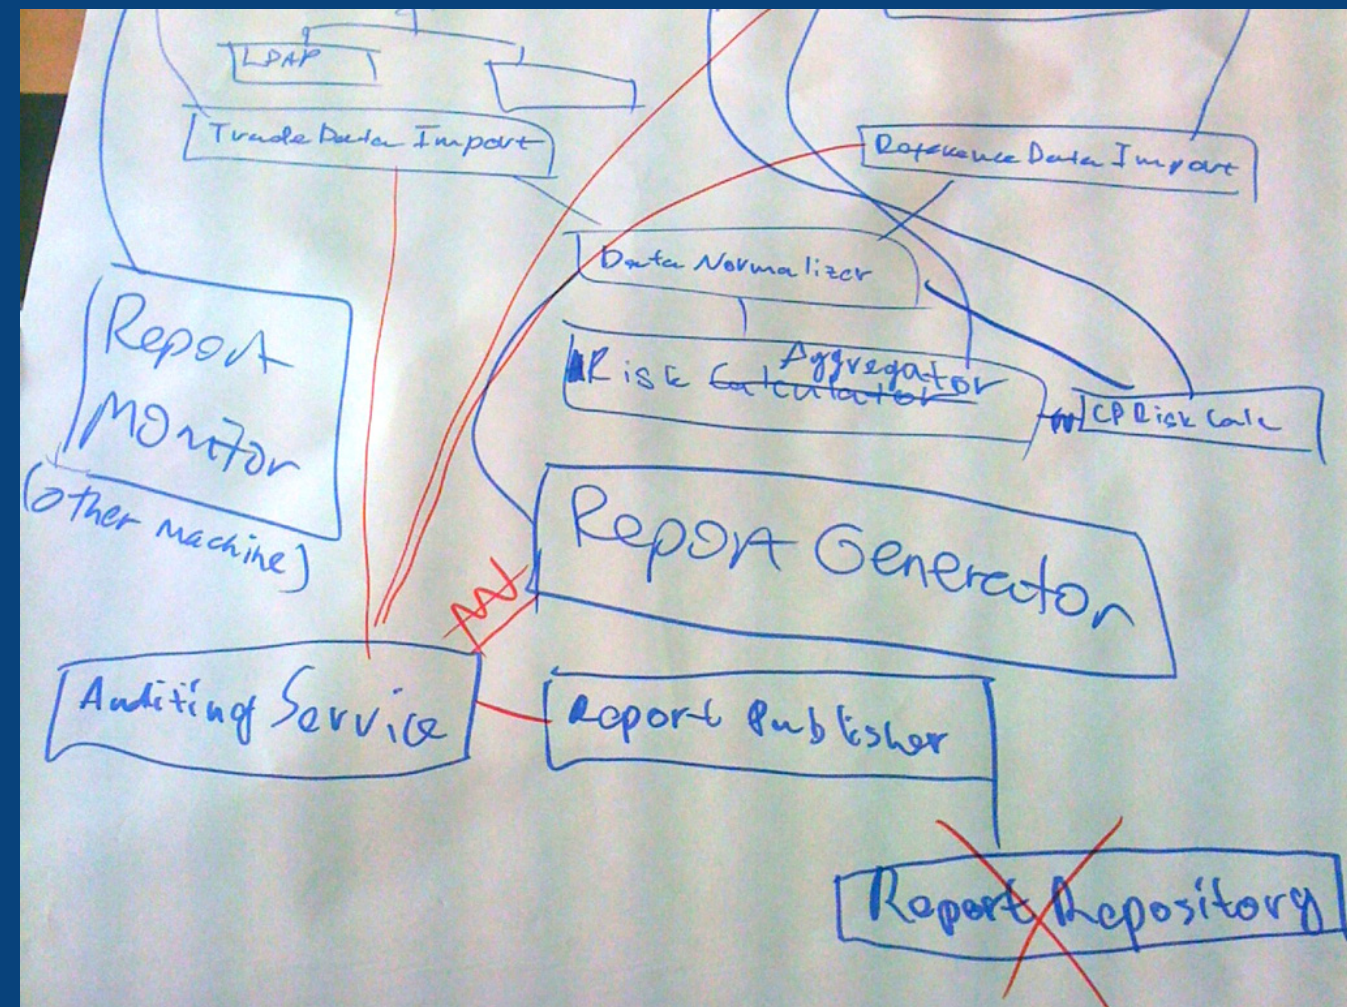 LDAP
Trade Data Import
Reference Data Import
Data Normalizer
Report
Monitor
(other machine)
Aggregator
Risk Calculator
CP Risk Calc
Report Generator
Auditing Service
Report Publisher
Report Repository